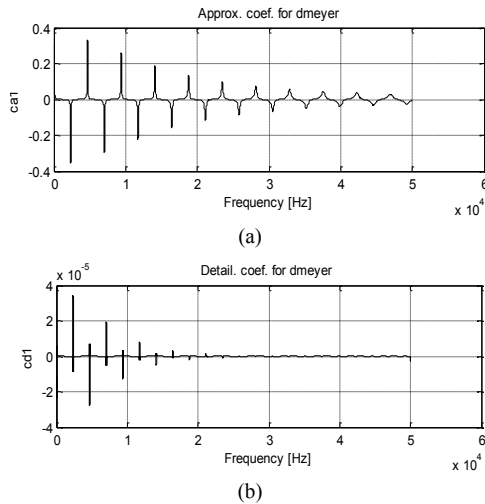 Approx. coef. for dmeyer
0.4
0.2
0
-0.2
-0.4
ca1
0 1 2 3 4 5 6
Frequency [Hz]
x 10^4
(a)
x 10^-5
Detail. coef. for dmeyer
4
2
0
-2
-4
cd1
0 1 2 3 4 5 6
Frequency [Hz]
x 10^4
(b)